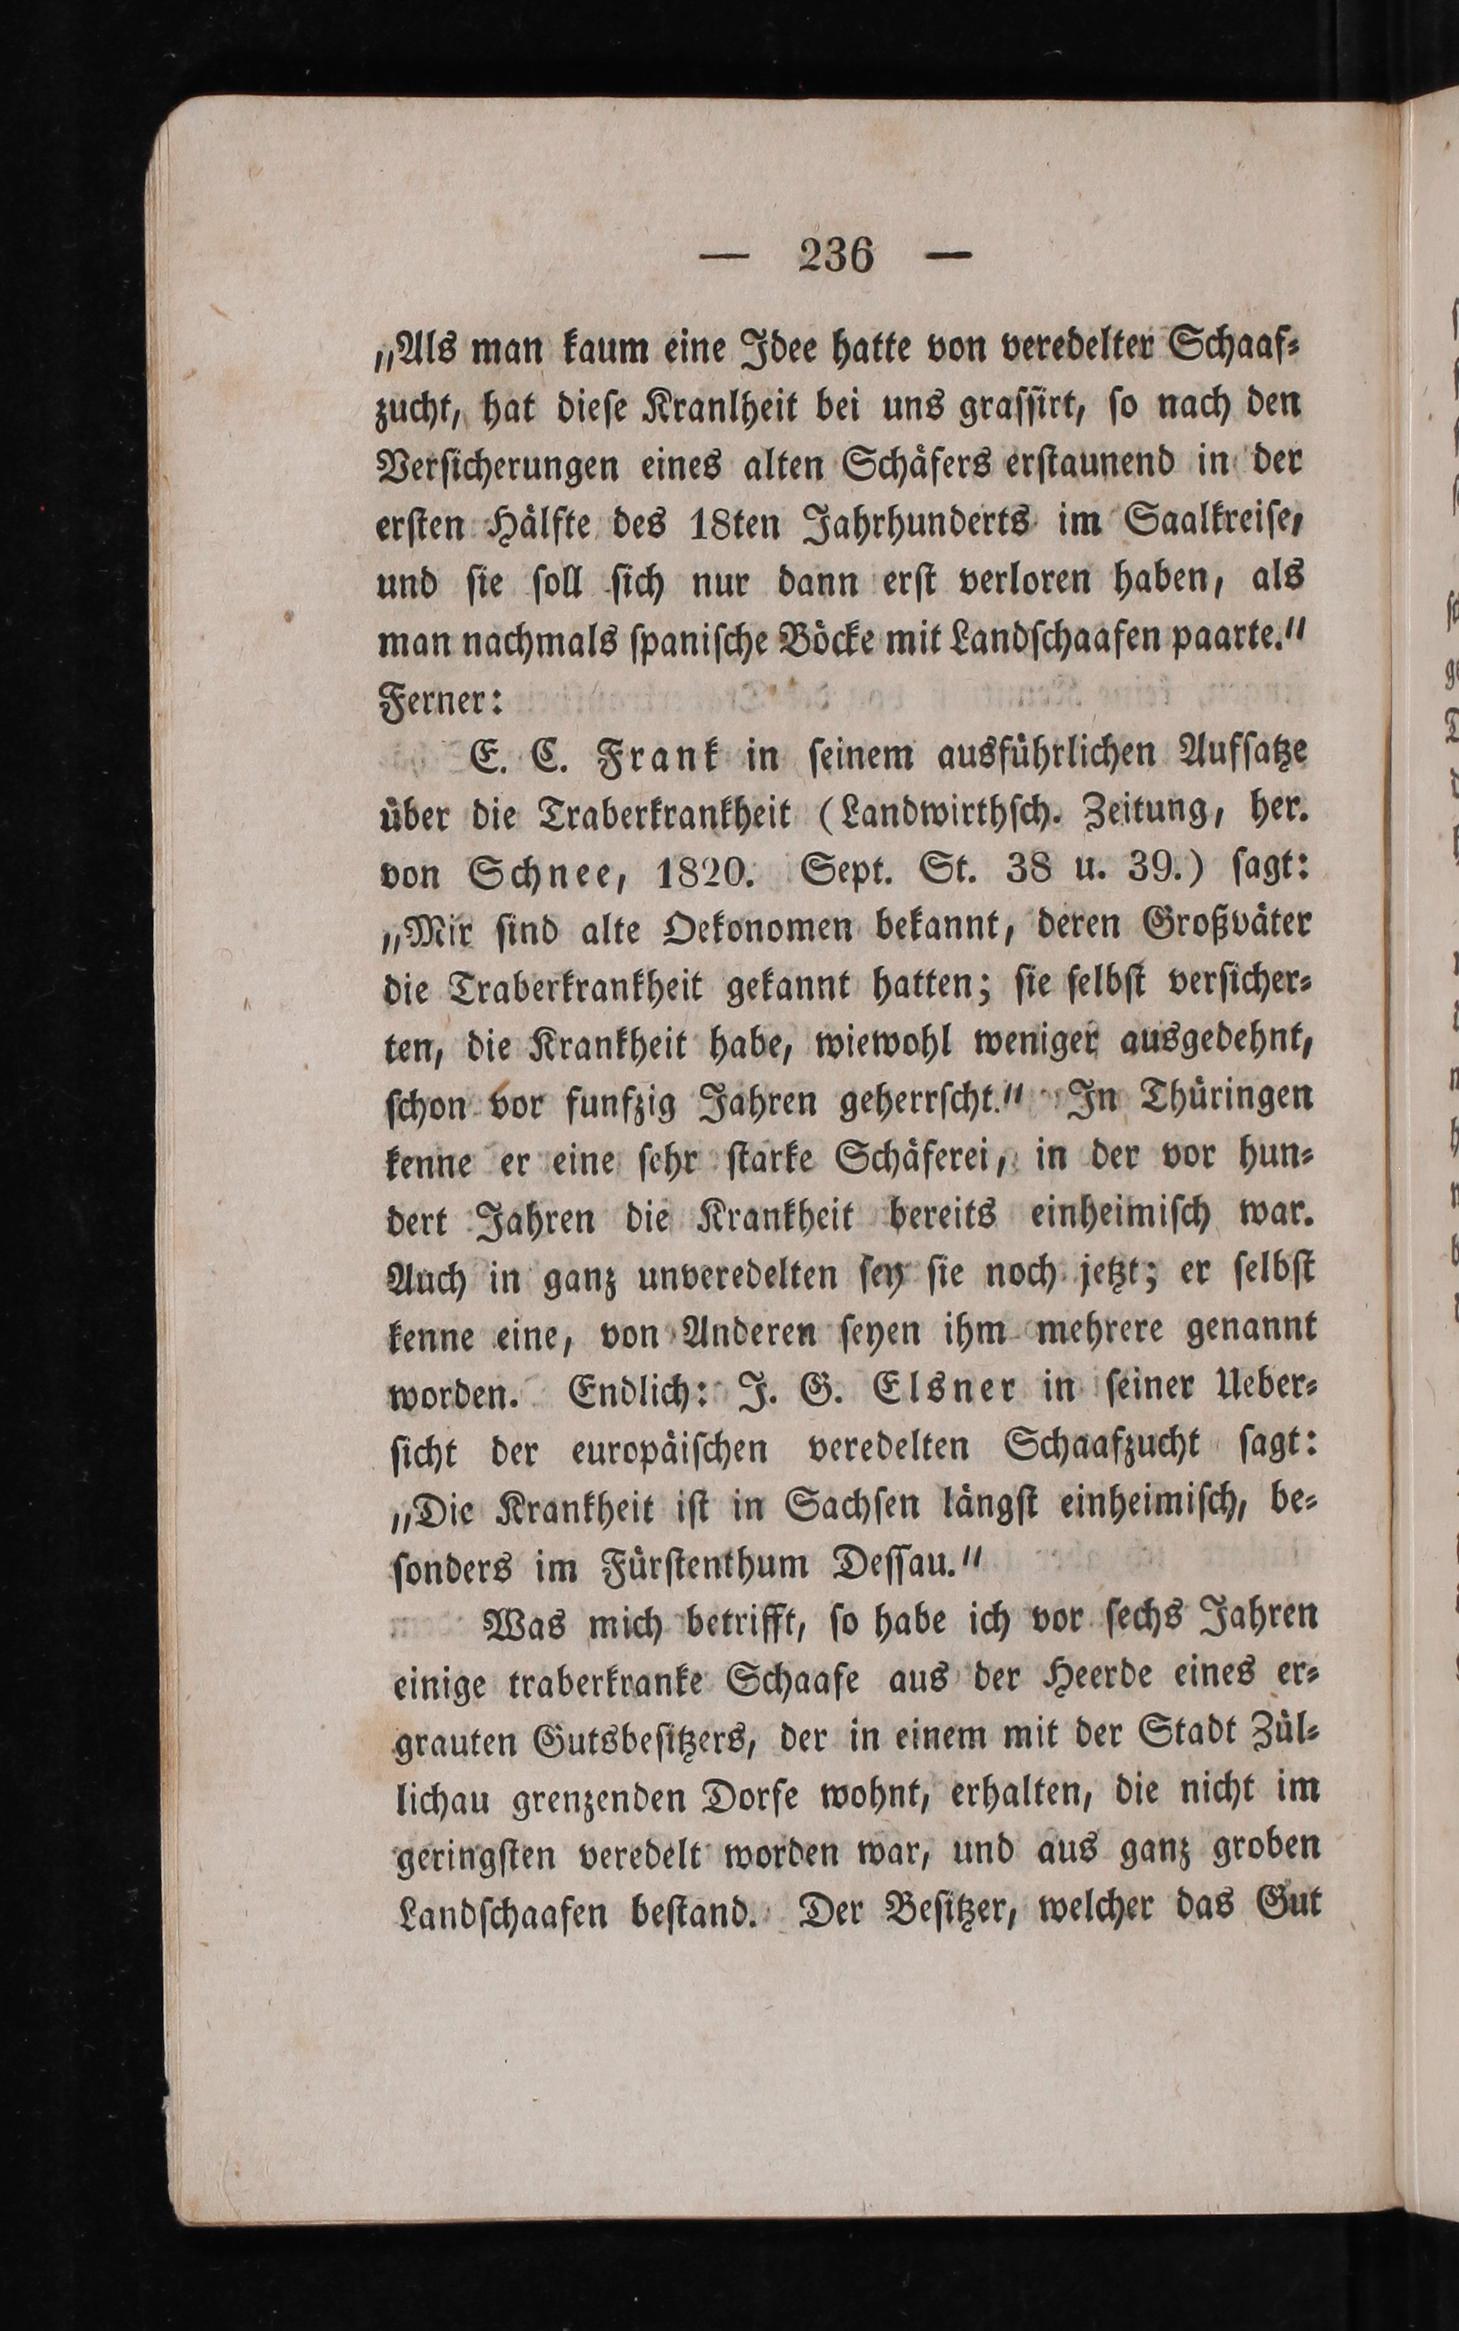 — 236 —
„Als man kaum eine Idee hatte von veredelter Schaaf⸗
zucht, hat diese Kranlheit bei uns grassirt, so nach den
Versicherungen eines alten Schäfers erstaunend in der
ersten Hälfte des 18ten Jahrhunderts im Saalkreise,
und sie soll sich nur dann erst verloren haben, als
man nachmals spanische Böcke mit Landschaafen paarte.“
Ferner:
E. C. Frank in seinem ausführlichen Aufsatze
über die Traberkrankheit (Landwirthsch. Zeitung, her.
von Schnee, 1820. Sept. St. 38 u. 39.) sagt:
„Mir sind alte Oekonomen bekannt, deren Großväter
die Traberkrankheit gekannt hatten; sie selbst versicher⸗
ten, die Krankheit habe, wiewohl weniger ausgedehnt,
schon vor funfzig Jahren geherrscht.“ In Thüringen
kenne er eine sehr starke Schäferei, in der vor hun⸗
dert Jahren die Krankheit bereits einheimisch war.
Auch in ganz unveredelten sey sie noch jetzt; er selbst
kenne eine, von Anderen seyen ihm mehrere genannt
worden. Endlich: J. G. Elsner in seiner Ueber⸗
sicht der europäischen veredelten Schaafzucht sagt:
„Die Krankheit ist in Sachsen längst einheimisch, be⸗
sonders im Fürstenthum Dessau.“
Was mich betrifft, so habe ich vor sechs Jahren
einige traberkranke Schaafe aus der Heerde eines er⸗
grauten Gutsbesitzers, der in einem mit der Stadt Zül⸗
lichau grenzenden Dorfe wohnt, erhalten, die nicht im
geringsten veredelt worden war, und aus ganz groben
Landschaafen bestand. Der Besitzer, welcher das Gut